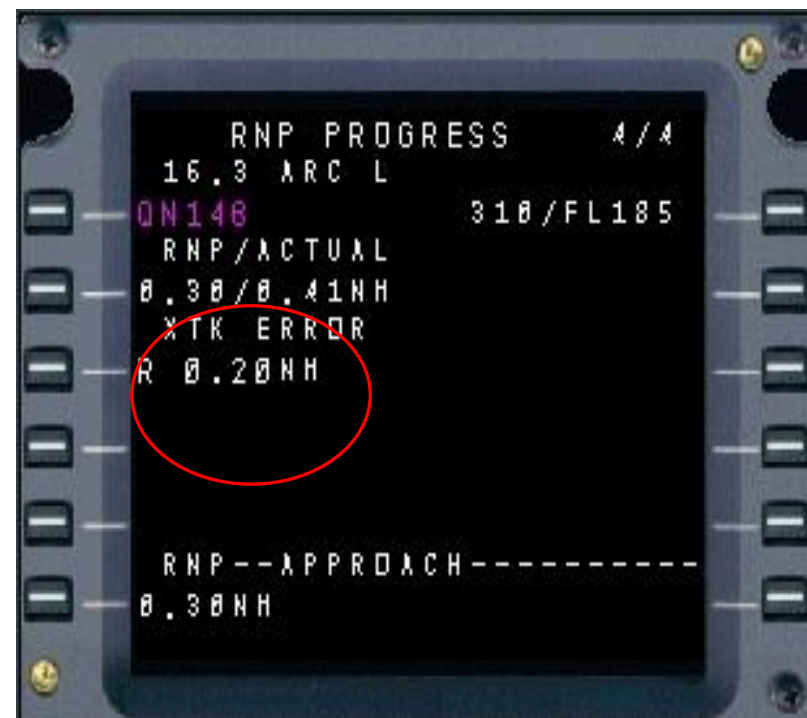 RNP PROGRESS 4/4
16.3 ARC L
QN148 310/FL185
RNP/ACTUAL
0.30/0.41NM
XTK ERROR
R 0.20NM
RNP--APPROACH----------
0.30NM